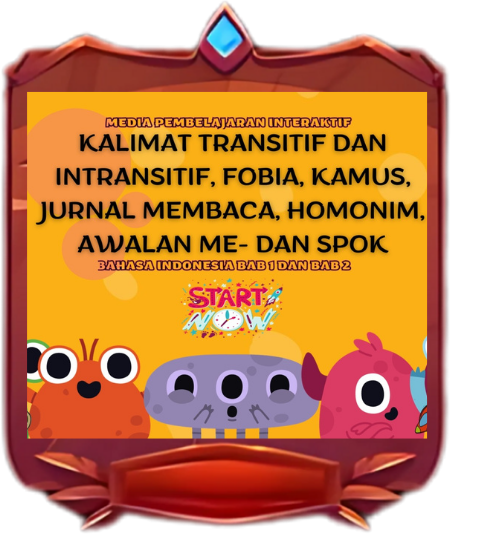 MEDIA PEMBELAJARAN INTERAKTIF
KALIMAT TRANSITIF DAN
INTRANSITIF, FOBIA, KAMUS,
JURNAL MEMBACA, HOMONIM,
AWALAN ME- DAN SPOK
BAHASA INDONESIA BAB 1 DAN BAB 2
START
NOW